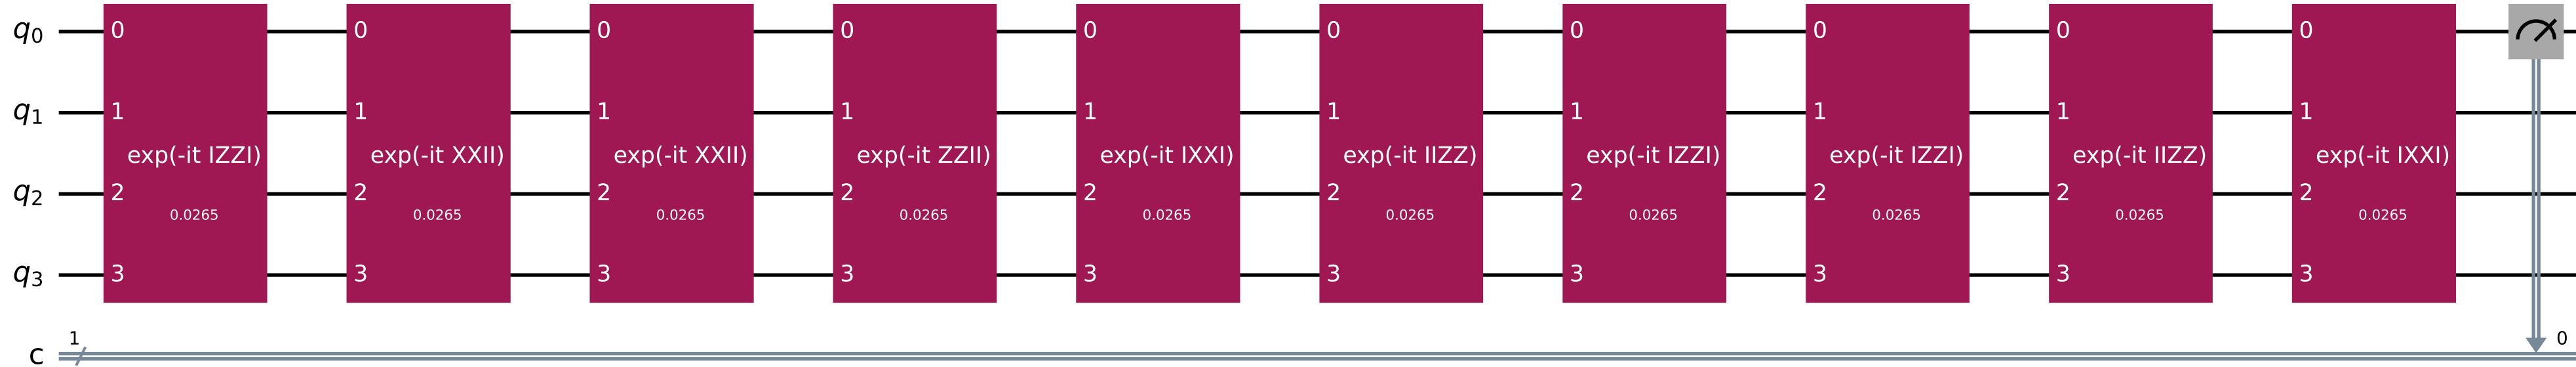 q0 0 0 0 0 0 0 0 0 0 0
q1 1 1 1 1 1 1 1 1 1 1
exp(-it IZZI) exp(-it XXII) exp(-it XXII) exp(-it ZZII) exp(-it IXXI) exp(-it IIZZ) exp(-it IZZI) exp(-it IZZI) exp(-it IIZZ) exp(-it IXXI)
q2 2 2 2 2 2 2 2 2 2 2
0.0265 0.0265 0.0265 0.0265 0.0265 0.0265 0.0265 0.0265 0.0265 0.0265
q3 3 3 3 3 3 3 3 3 3 3
1 0
c